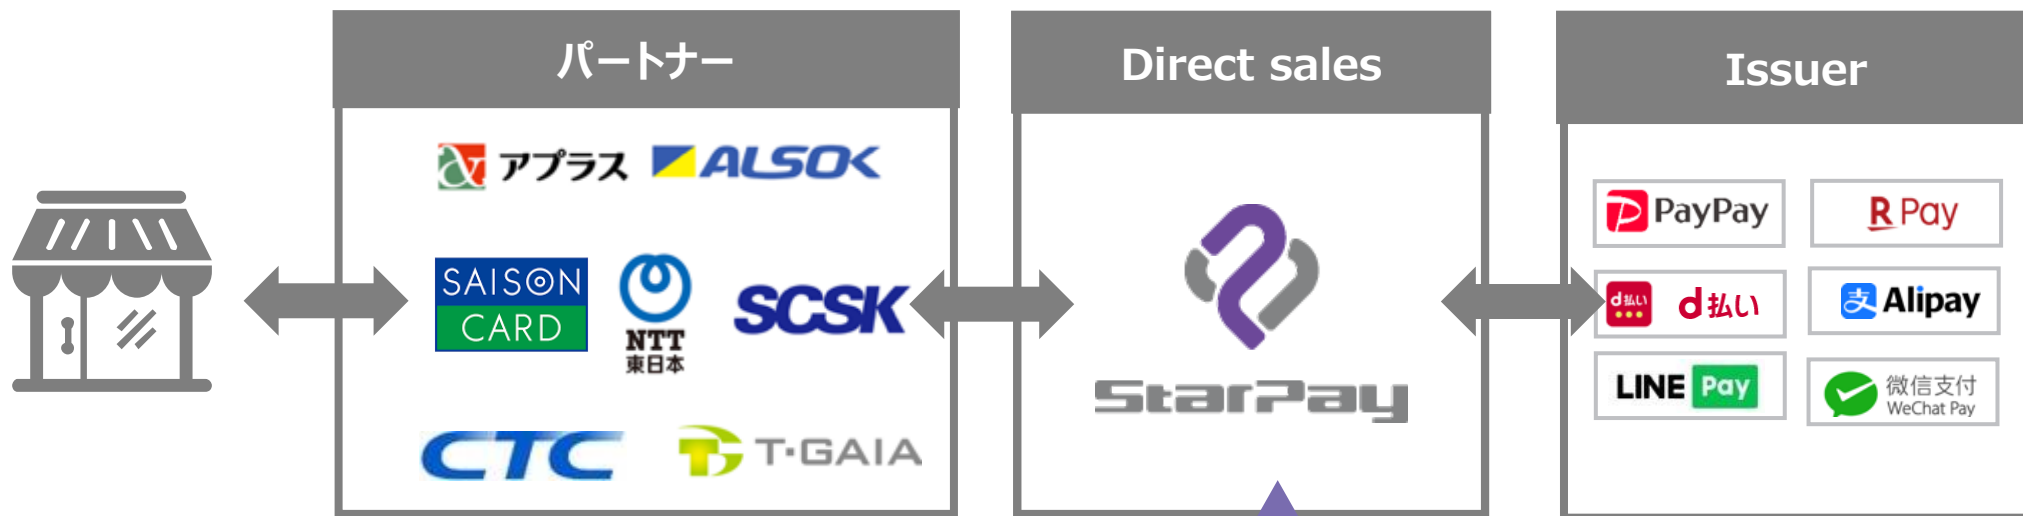 パートナー
アプラス
ALSOK
SAISON
CARD
NTT
東日本
SCSK
CTC
T·GAIA
Direct sales
StarPay
Issuer
PayPay
R Pay
d払い
d払い
Alipay
LINE Pay
微信支付
WeChat Pay